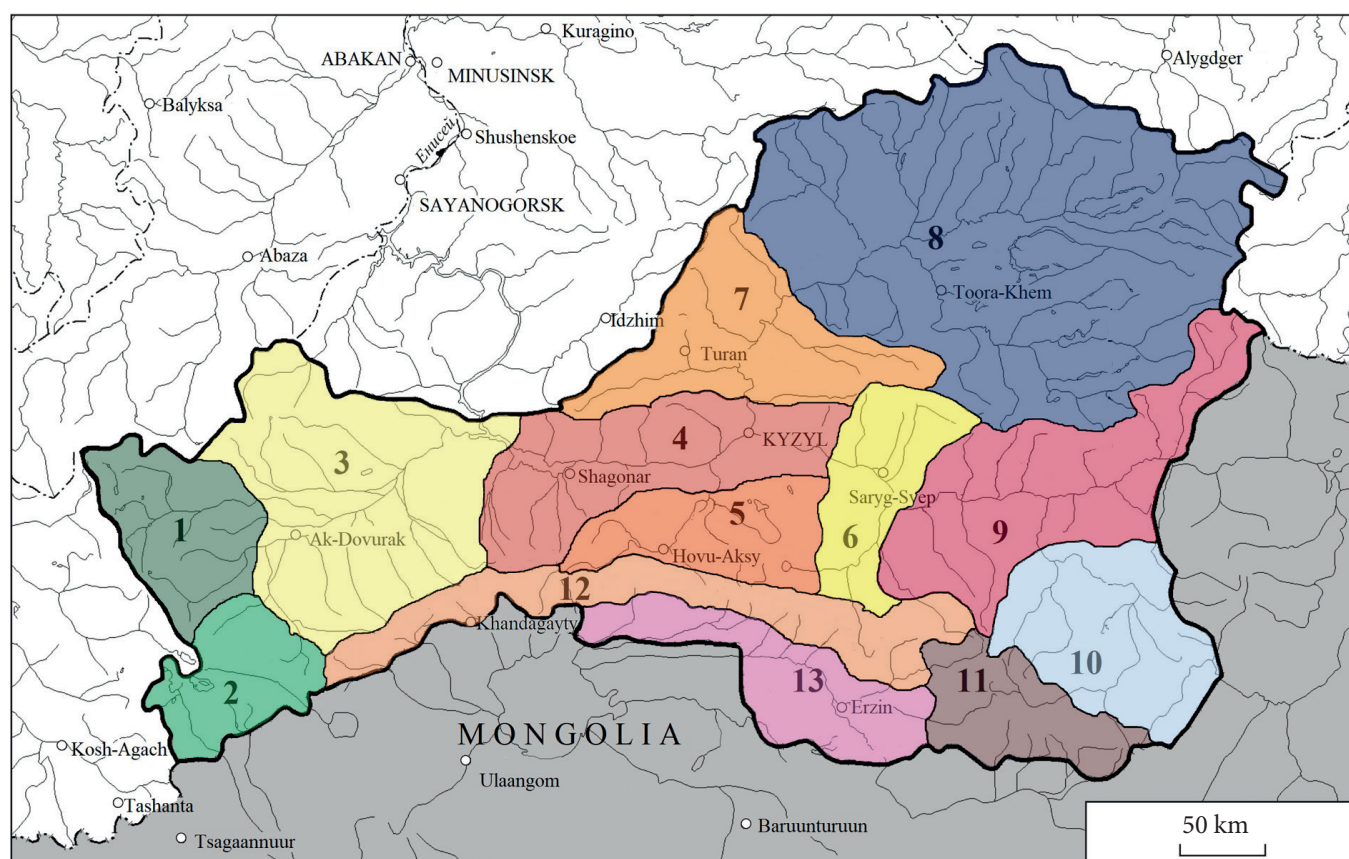 Kuragino
ABAKAN
MINUSINSK
Alygdger
Balyksa
Енисей
Shushenskoe
SAYANOGORSK
Abaza
8
Toora-Khem
7
Idzhim
Turan
4
KYZYL
3
Shagonar
Saryg-Syep
1
Ak-Dovurak
5
6
9
Hovu-Aksy
12
Khandagayty
2
13
11
10
Erzin
Kosh-Agach
MONGOLIA
Ulaangom
Tashanta
Tsagaannuur
Baruunturuun
50 km